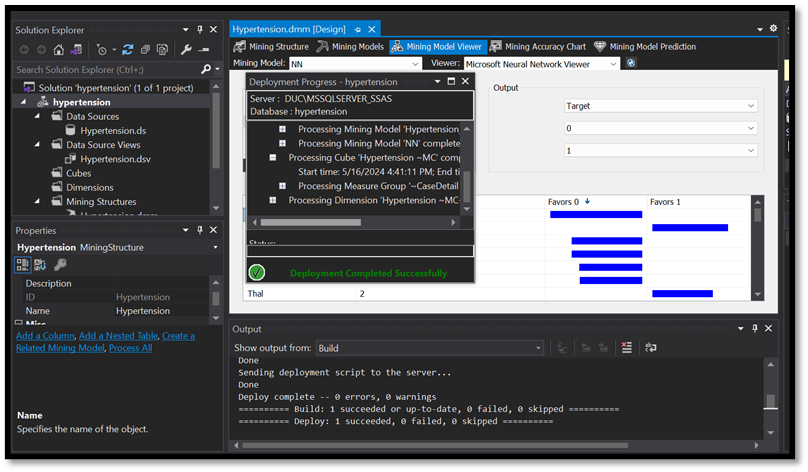 Solution Explorer
Search Solution Explorer (Ctrl+;)
Solution 'hypertension' (1 of 1 project)
hypertension
Data Sources
Hypertension.ds
Data Source Views
Hypertension.dsv
Cubes
Dimensions
Mining Structures
Hypertension.dmm
Properties
Hypertension MiningStructure
Description
ID Hypertension
Name Hypertension
Misc
Add a Column, Add a Nested Table, Create a
Related Mining Model, Process All
Name
Specifies the name of the object.
Hypertension.dmm [Design]
Mining Structure Mining Models Mining Model Viewer Mining Accuracy Chart Mining Model Prediction
Mining Model: NN Viewer: Microsoft Neural Network Viewer
Deployment Progress - hypertension
Server : DUC\MSSQLSERVER_SSAS
Database : hypertension
Processing Mining Model 'Hypertension
Processing Mining Model 'NN' complete
Processing Cube 'Hypertension ~MC' comp
Start time: 5/16/2024 4:41:11 PM; End ti
Processing Measure Group '~CaseDetail
Processing Dimension 'Hypertension ~MC-
Status:
Deployment Completed Successfully
Output
Target
0
1
Favors 0 Favors 1
Thal 2
Output
Show output from: Build
Done
Sending deployment script to the server...
Done
Deploy complete -- 0 errors, 0 warnings
========== Build: 1 succeeded or up-to-date, 0 failed, 0 skipped ==========
========== Deploy: 1 succeeded, 0 failed, 0 skipped ==========